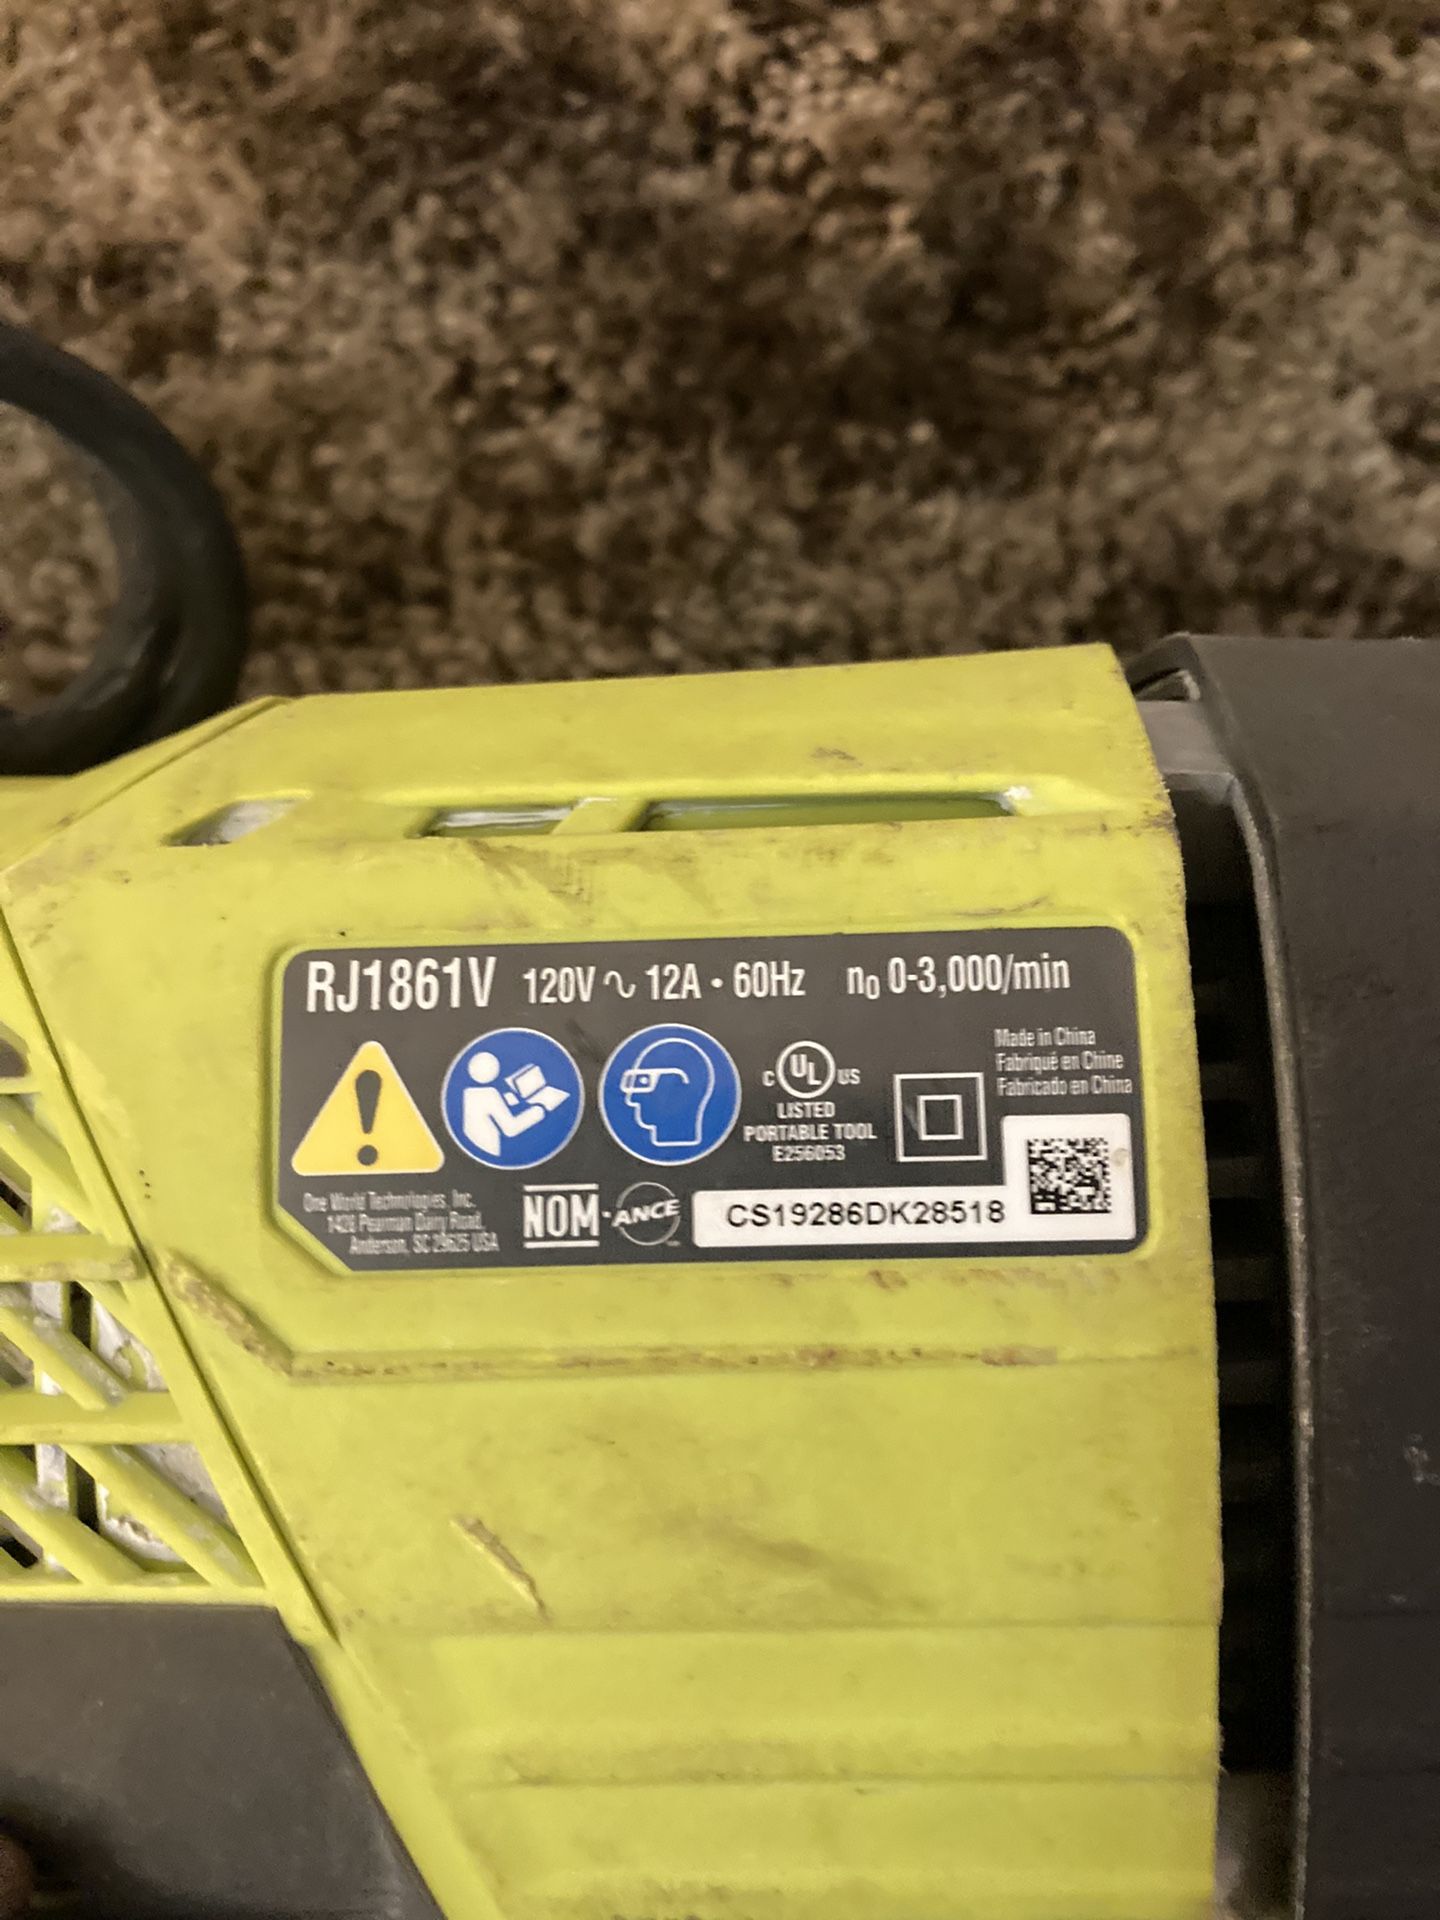 RJ1861V 120V ∿ 12A • 60Hz n₀ 0-3,000/min
Made in China
Fabriqué en Chine
Fabricado en China
C UL US
LISTED
PORTABLE TOOL
E256053
One World Technologies, Inc.
1428 Pearman Dairy Road,
Anderson, SC 29625 USA
NOM-ANCE
CS19286DK28518